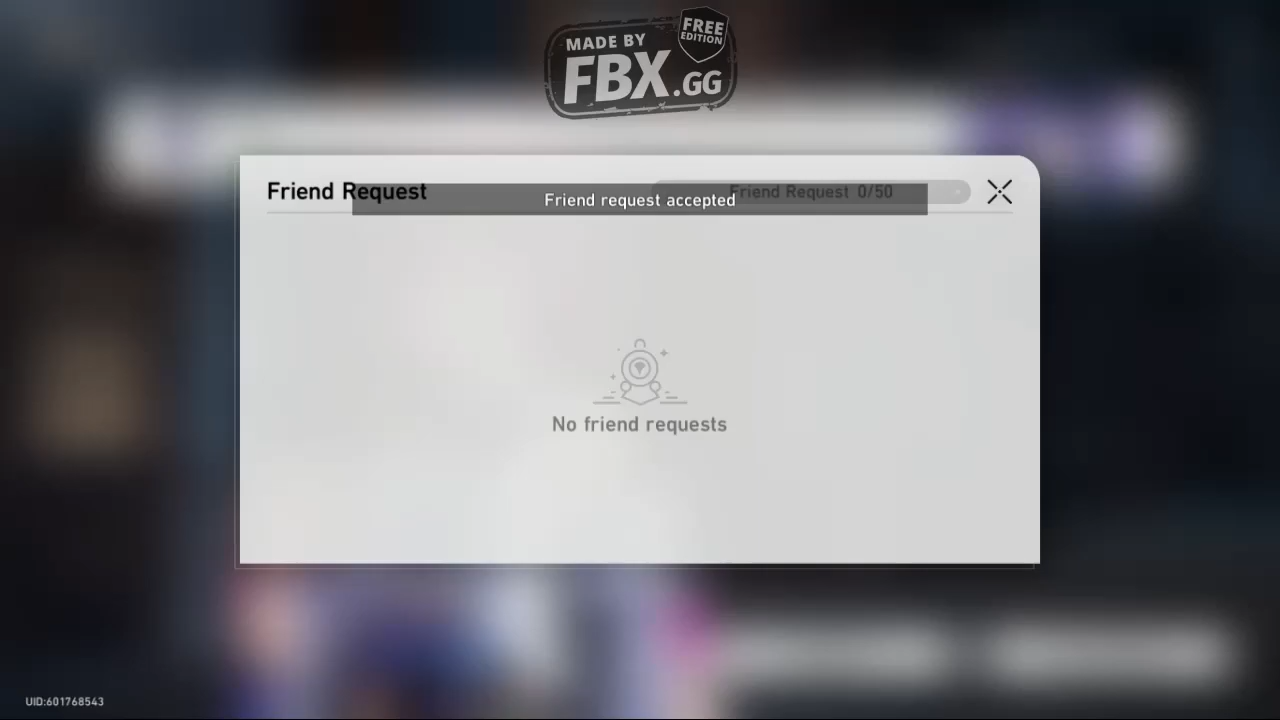 MADE BY
FREE
EDITION
FBX.GG
Friend Request
Friend Request 0/50
Friend request accepted
No friend requests
UID:601768543